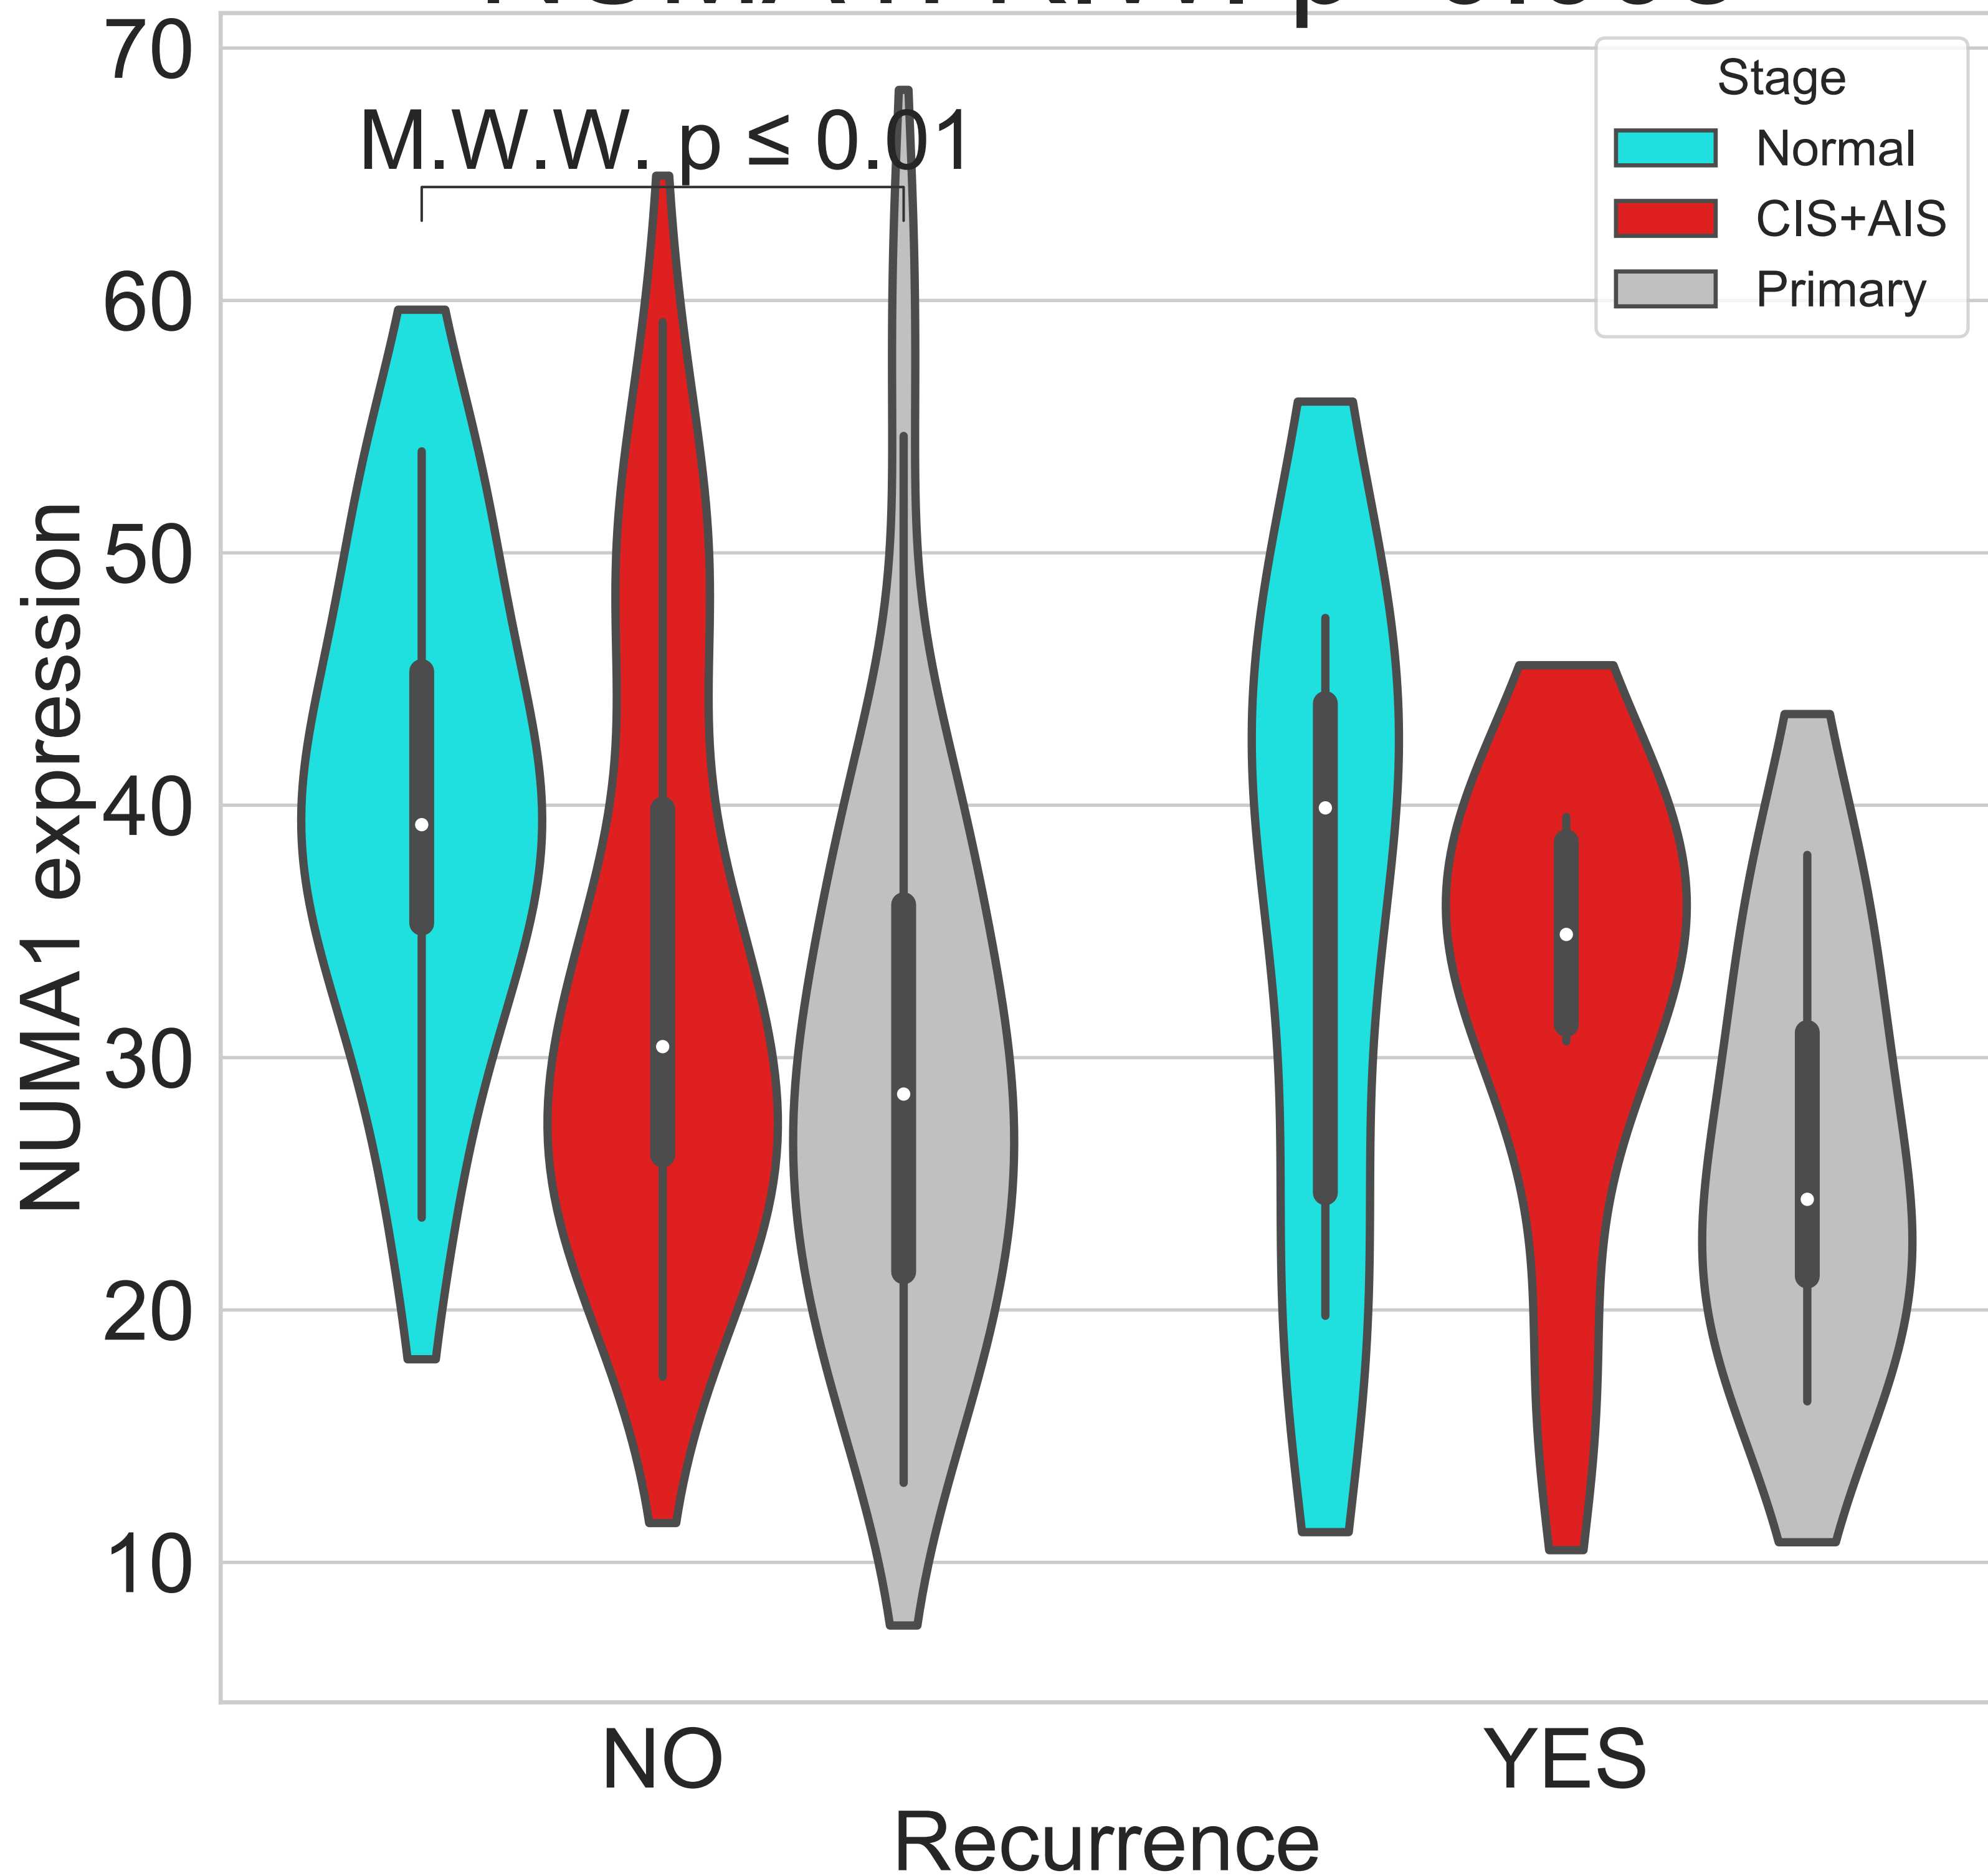 70
60
50
40
30
20
10
NUMA1 expression
M.W.W. p ≤ 0.01
Stage
Normal
CIS+AIS
Primary
NO
YES
Recurrence